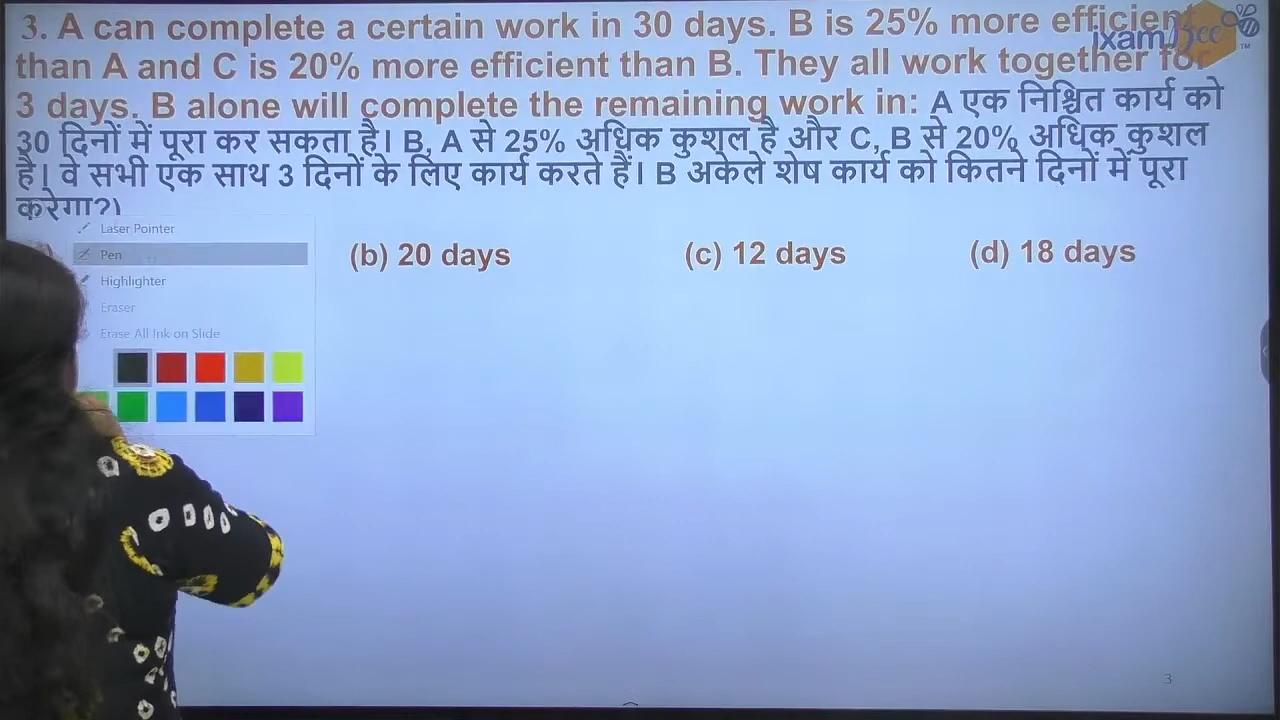 3. A can complete a certain work in 30 days. B is 25% more efficient
than A and C is 20% more efficient than B. They all work together for
3 days. B alone will complete the remaining work in: A एक निश्चित कार्य को
30 दिनों में पूरा कर सकता है। B, A से 25% अधिक कुशल है और C, B से 20% अधिक कुशल
है। वे सभी एक साथ 3 दिनों के लिए कार्य करते हैं। B अकेले शेष कार्य को कितने दिनों में पूरा
करेगा?)
ixamBee
TM
Laser Pointer
Pen
Highlighter
Eraser
Erase All Ink on Slide
(b) 20 days (c) 12 days (d) 18 days
3